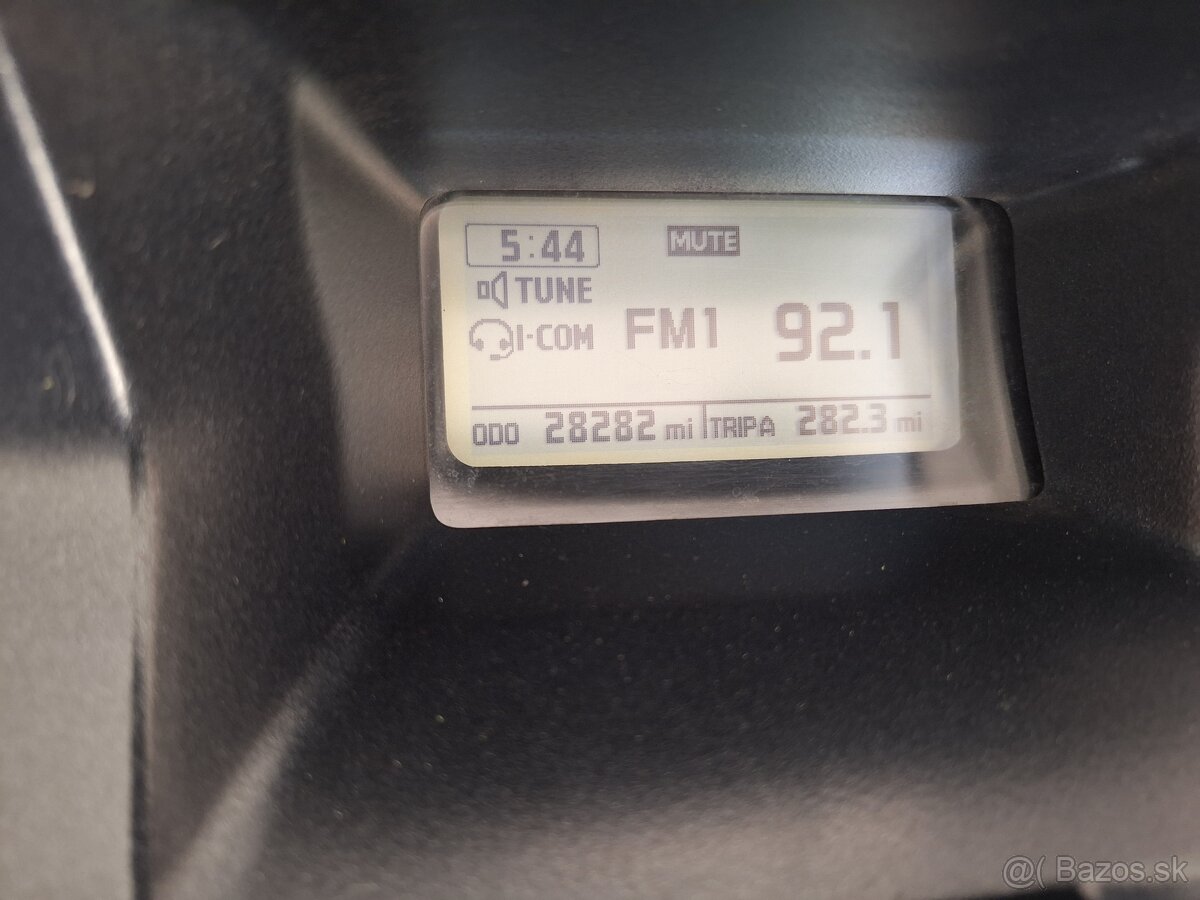 5:44 MUTE
TUNE
I-COM FM1 92.1
ODO 28282 mi TRIPA 282.3 mi
@( Bazos.sk